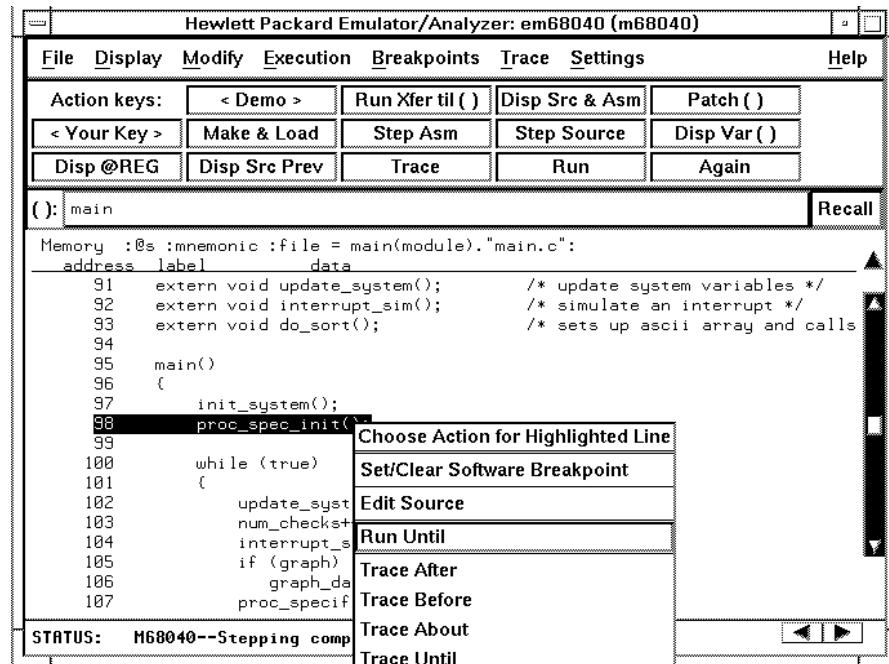 Hewlett Packard Emulator/Analyzer: em68040 (m68040)
File Display Modify Execution Breakpoints Trace Settings Help
Action keys: < Demo > Run Xfer til ( ) Disp Src & Asm Patch ( )
< Your Key > Make & Load Step Asm Step Source Disp Var ( )
Disp @REG Disp Src Prev Trace Run Again
( ): main Recall
Memory :@s :mnemonic :file = main(module)."main.c":
address label data
91 extern void update_system(); /* update system variables */
92 extern void interrupt_sim(); /* simulate an interrupt */
93 extern void do_sort(); /* sets up ascii array and calls
94
95 main()
96 {
97 init_system();
98 proc_spec_init();
99
100 while (true)
101 {
102 update_syst
103 num_checks+
104 interrupt_s
105 if (graph)
106 graph_da
107 proc_specif
Choose Action for Highlighted Line
Set/Clear Software Breakpoint
Edit Source
Run Until
Trace After
Trace Before
Trace About
Trace Until
STATUS: M68040--Stepping comp